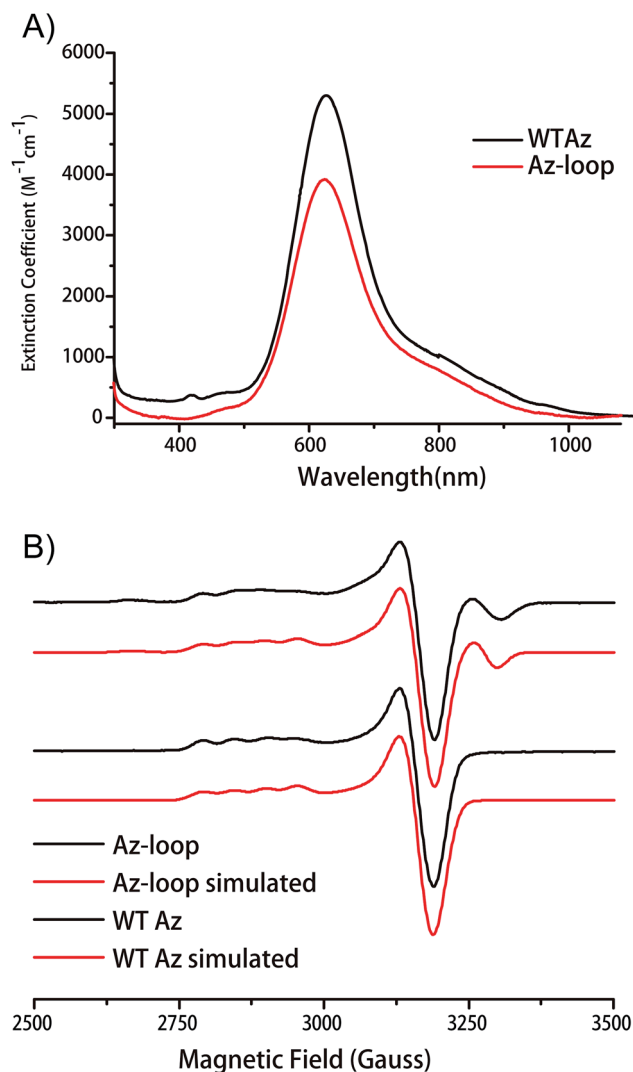 A)
6000
5000
4000
3000
2000
1000
0
Extinction Coefficient (M⁻¹cm⁻¹)
WTAz
Az-loop
400 600 800 1000
Wavelength(nm)
B)
Az-loop
Az-loop simulated
WT Az
WT Az simulated
2500 2750 3000 3250 3500
Magnetic Field (Gauss)